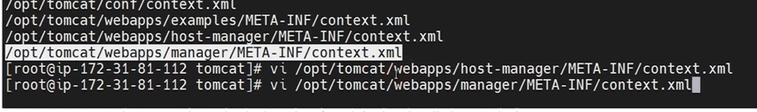 /opt/tomcat/conf/context.xml
/opt/tomcat/webapps/examples/META-INF/context.xml
/opt/tomcat/webapps/host-manager/META-INF/context.xml
/opt/tomcat/webapps/manager/META-INF/context.xml
[root@ip-172-31-81-112 tomcat]# vi /opt/tomcat/webapps/host-manager/META-INF/context.xml
[root@ip-172-31-81-112 tomcat]# vi /opt/tomcat/webapps/manager/META-INF/context.xml